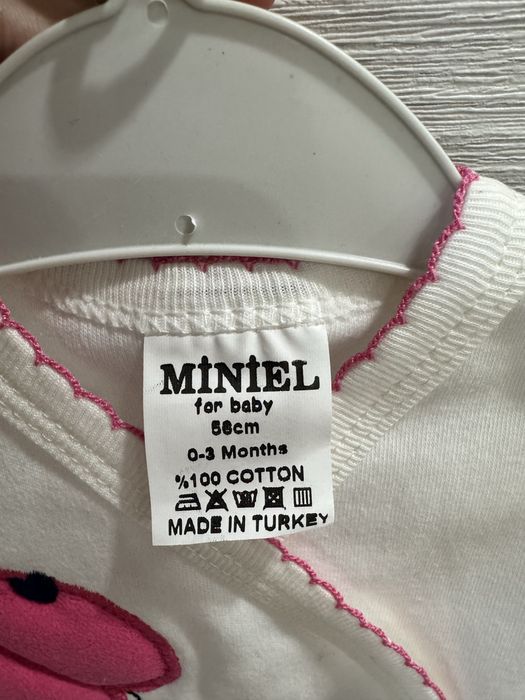 MİNİEL
for baby
56cm
0-3 Months
%100 COTTON
MADE IN TURKEY